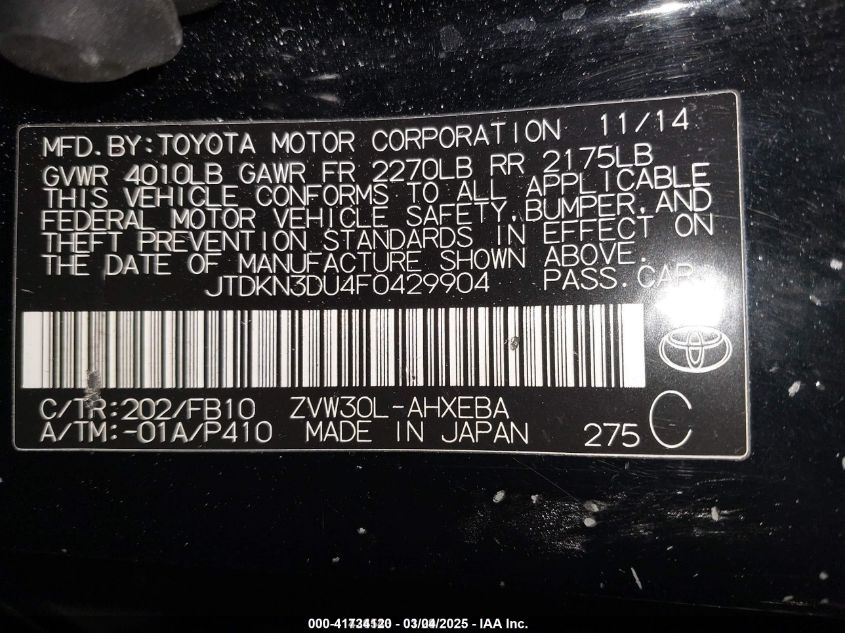 MFD.BY:TOYOTA MOTOR CORPORATION 11/14
GVWR 4010LB GAWR FR 2270LB RR 2175LB
THIS VEHICLE CONFORMS TO ALL APPLICABLE
FEDERAL MOTOR VEHICLE SAFETY,BUMPER,AND
THEFT PREVENTION STANDARDS IN EFFECT ON
THE DATE OF MANUFACTURE SHOWN ABOVE.
JTDKN3DU4F0429904 PASS.CAR
C/TR:202/FB10 ZVW30L-AHXEBA
A/TM:-01A/P410 MADE IN JAPAN 275 C
- IAA Inc.